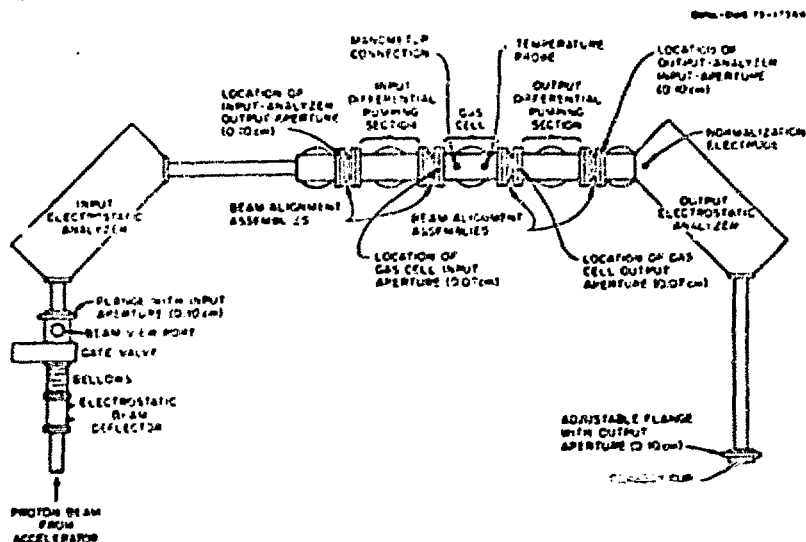 MANOMETER
CONNECTION
TEMPERATURE
PROBE
LOCATION OF
OUTPUT-ANALYZER
INPUT-APERTURE
(0.10cm)
LOCATION OF
INPUT-ANALYZER
OUTPUT-APERTURE
(0.10cm)
INPUT
DIFFERENTIAL
PUMPING
SECTION
GAS
CELL
OUTPUT
DIFFERENTIAL
PUMPING
SECTION
NORMALIZATION
ELECTRODE
INPUT
ELECTROSTATIC
ANALYZER
BEAM ALIGNMENT
ASSEMBLIES
BEAM ALIGNMENT
ASSEMBLIES
OUTPUT
ELECTROSTATIC
ANALYZER
LOCATION OF
GAS CELL INPUT
APERTURE (0.07cm)
LOCATION OF GAS
CELL OUTPUT
APERTURE (0.07cm)
FLANGE WITH INPUT
APERTURE (0.10cm)
BEAM VIEW PORT
GATE VALVE
BELLOWS
ELECTROSTATIC
BEAM
DEFLECTOR
ADJUSTABLE FLANGE
WITH OUTPUT
APERTURE (0.10cm)
CUP
PROTON BEAM
FROM
ACCELERATOR